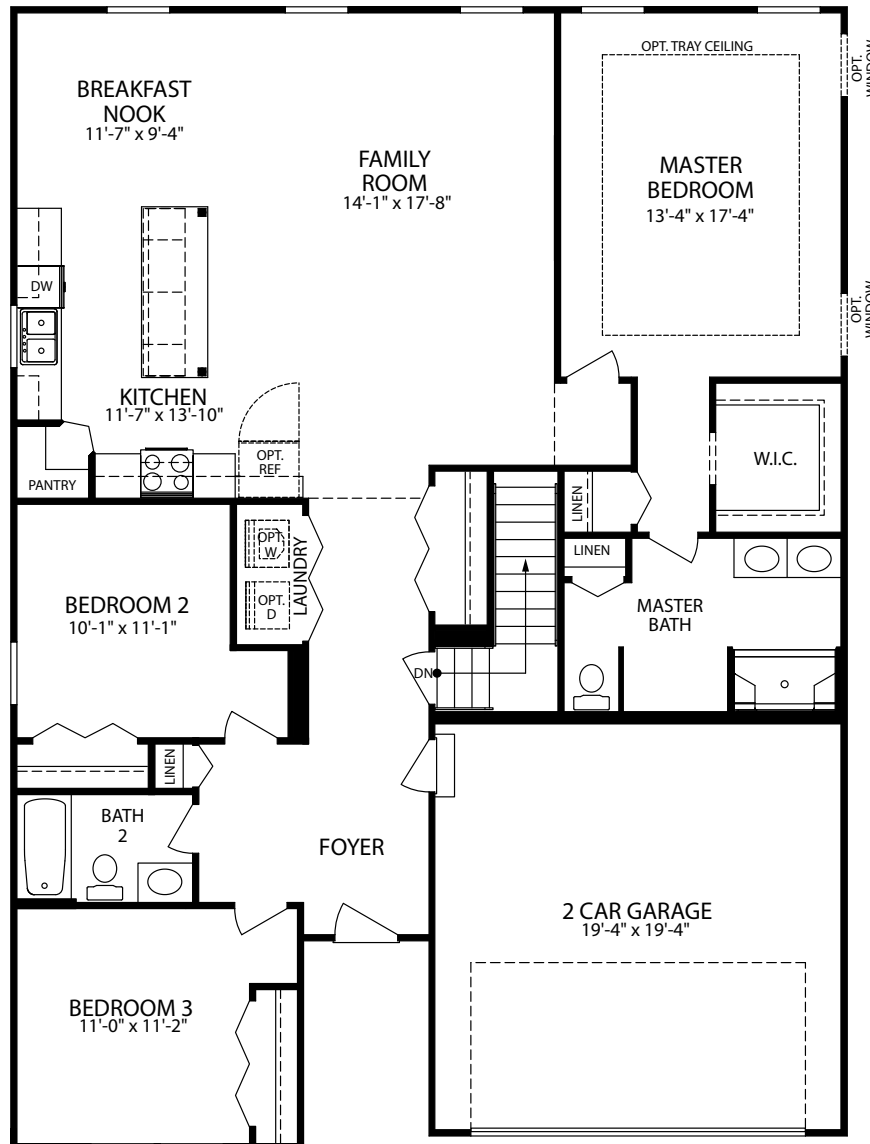 OPT. TRAY CEILING
OPT.
WINDOW
BREAKFAST
NOOK
11'-7" x 9'-4"
FAMILY
ROOM
14'-1" x 17'-8"
MASTER
BEDROOM
13'-4" x 17'-4"
DW
OPT.
WINDOW
KITCHEN
11'-7" x 13'-10"
OPT.
REF
PANTRY
W.I.C.
LINEN
LINEN
OPT.
W
LAUNDRY
OPT.
D
BEDROOM 2
10'-1" x 11'-1"
MASTER
BATH
DN
LINEN
BATH
2
FOYER
2 CAR GARAGE
19'-4" x 19'-4"
BEDROOM 3
11'-0" x 11'-2"